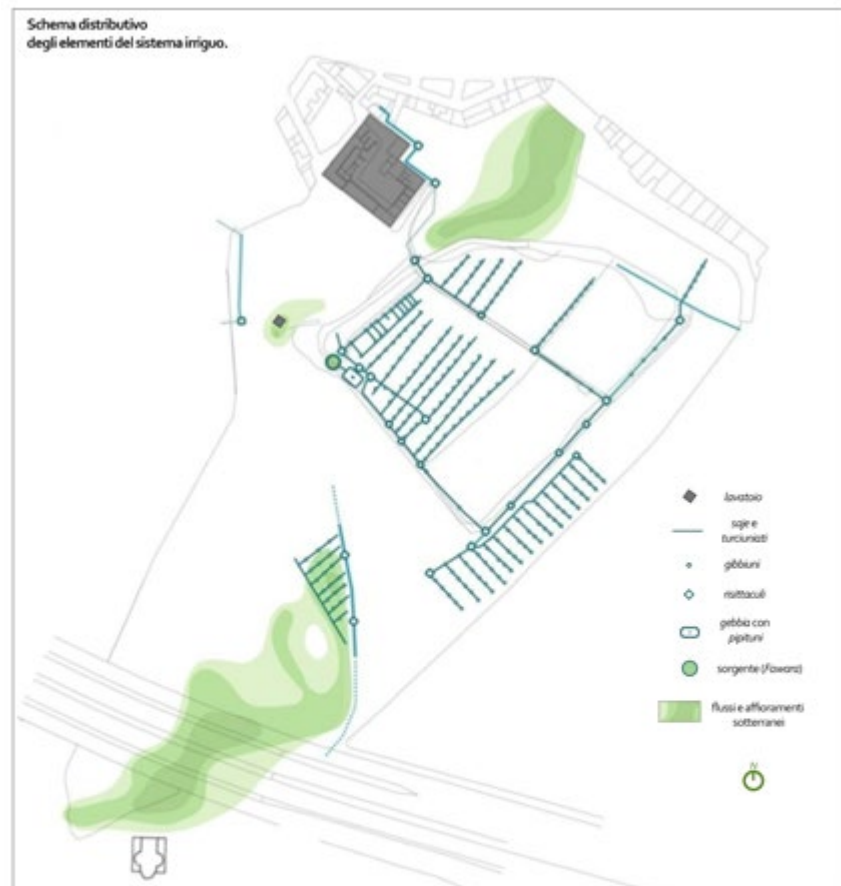 Schema distributivo
degli elementi del sistema irriguo.
lavatoio
saje e
turciuniati
gibbiuni
risittaculi
gebbia con
pipituni
sorgente (Fawara)
flussi e affioramenti
sotterranei
N